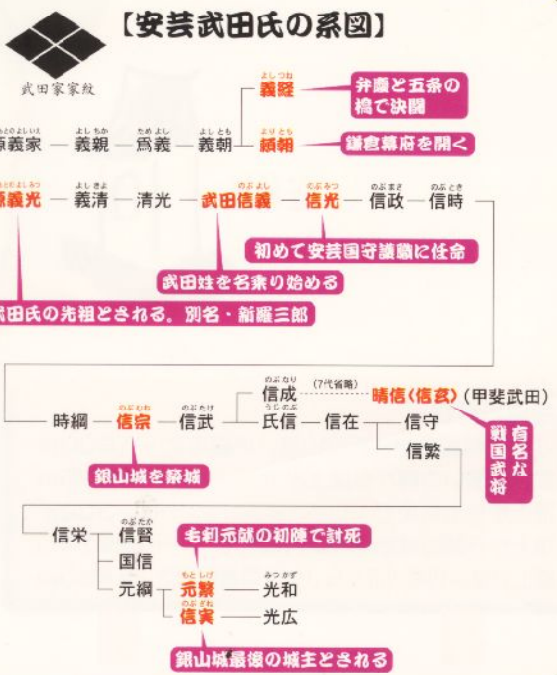 【安芸武田氏の系図】
武田家家紋
よしつね
義経
弁慶と五条の
橋で決闘
よしちか
ためよし
よしとも
よりとも
源義家 義親 為義 義朝 頼朝
鎌倉幕府を開く
よしきよ
のぶよし
のぶみつ
のぶまさ
のぶとき
源義光 義清 清光 武田信義 信光 信政 信時
初めて安芸国守護職に任命
武田姓を名乗り始める
武田氏の先祖とされる。別名・新羅三郎
のぶなり
信成 (7代省略) 晴信(信玄) (甲斐武田)
のぶむね
のぶたけ
うじのぶ
時綱 信宗 信武 氏信 信在 信守
信繁
有名な
戦国武将
銀山城を築城
のぶたか
信栄 信賢
毛利元就の初陣で討死
国信
もとしげ
みつかず
元綱 元繁 光和
のぶざね
信実 光広
銀山城最後の城主とされる